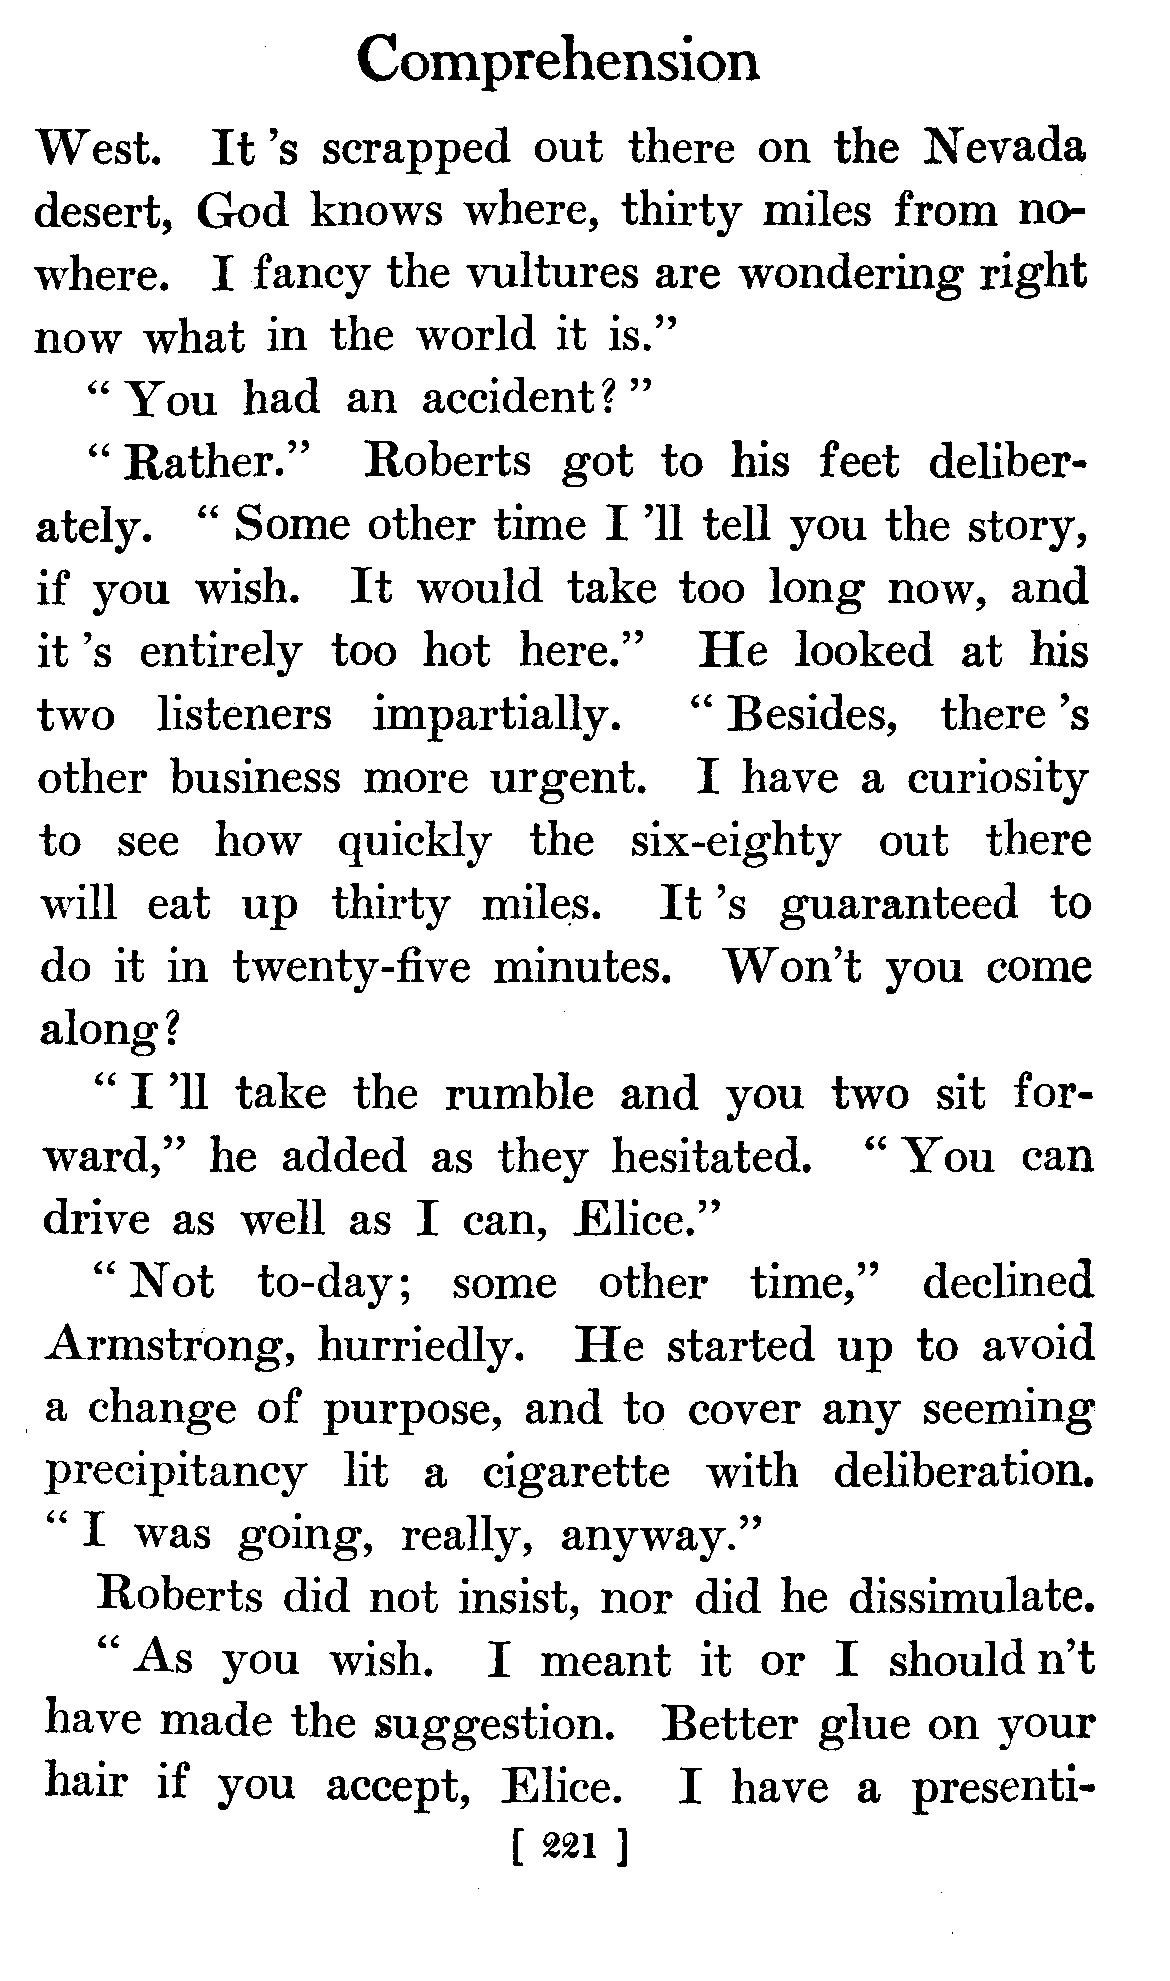 Comprehension
West. It 's scrapped out there on the Nevada
desert, God knows where, thirty miles from no-
where. I fancy the vultures are wondering right
now what in the world it is."
" You had an accident? "
" Rather." Roberts got to his feet deliber-
ately. " Some other time I 'll tell you the story,
if you wish. It would take too long now, and
it 's entirely too hot here." He looked at his
two listeners impartially. " Besides, there 's
other business more urgent. I have a curiosity
to see how quickly the six-eighty out there
will eat up thirty miles. It 's guaranteed to
do it in twenty-five minutes. Won't you come
along?
" I 'll take the rumble and you two sit for-
ward," he added as they hesitated. " You can
drive as well as I can, Elice."
" Not to-day; some other time," declined
Armstrong, hurriedly. He started up to avoid
a change of purpose, and to cover any seeming
precipitancy lit a cigarette with deliberation.
" I was going, really, anyway."
Roberts did not insist, nor did he dissimulate.
" As you wish. I meant it or I should n't
have made the suggestion. Better glue on your
hair if you accept, Elice. I have a presenti-
[ 221 ]